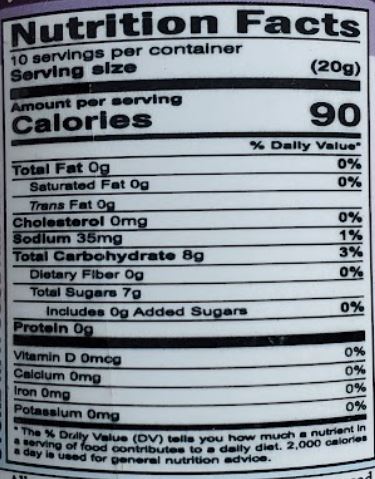 Nutrition Facts
10 servings per container
Serving size (20g)
Amount per serving
Calories 90
% Daily Value*
Total Fat 0g 0%
Saturated Fat 0g 0%
Trans Fat 0g
Cholesterol 0mg 0%
Sodium 35mg 1%
Total Carbohydrate 8g 3%
Dietary Fiber 0g 0%
Total Sugars 7g
Includes 0g Added Sugars 0%
Protein 0g
Vitamin D 0mcg 0%
Calcium 0mg 0%
Iron 0mg 0%
Potassium 0mg 0%
* The % Daily Value (DV) tells you how much a nutrient in
a serving of food contributes to a daily diet. 2,000 calories
a day is used for general nutrition advice.